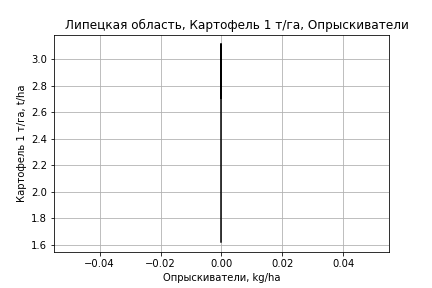 Липецкая область, Картофель 1 т/га, Опрыскиватели
3.0
2.8
2.6
2.4
2.2
2.0
1.8
1.6
Картофель 1 т/га, t/ha
−0.04 −0.02 0.00 0.02 0.04
Опрыскиватели, kg/ha